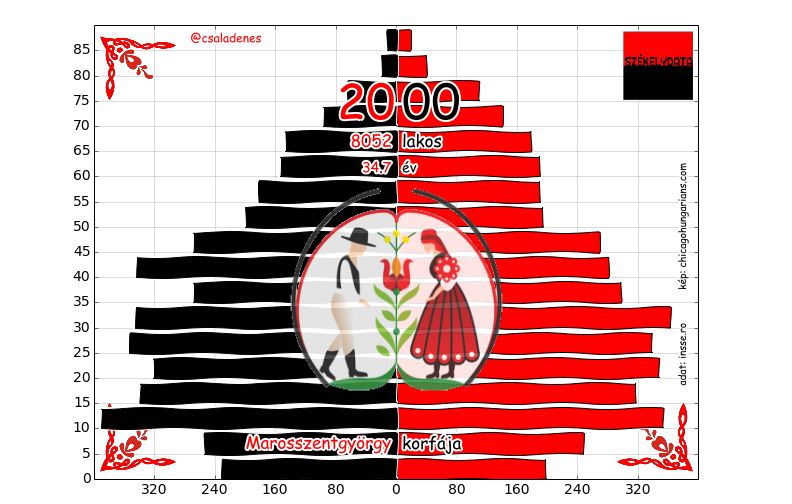 @csaladenes
SZÉKELYDATA
2000
8052 lakos
34.7 év
kép: chicagohungarians.com
adat: insse.ro
Marosszentgyörgy korfája
85
80
75
70
65
60
55
50
45
40
35
30
25
20
15
10
5
0
320 240 160 80 0 80 160 240 320